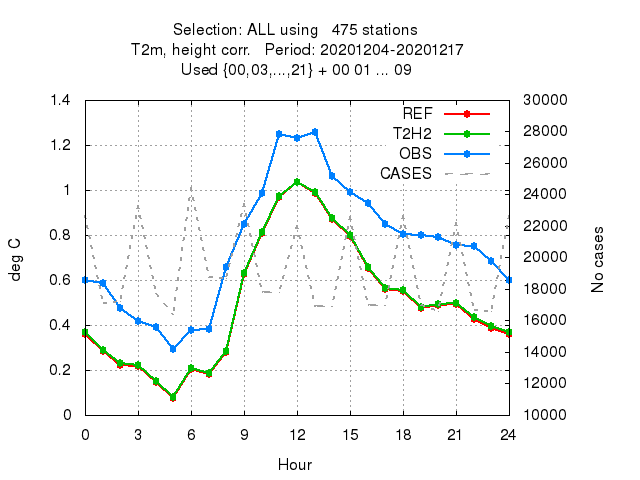 Selection: ALL using   475 stations
T2m, height corr.   Period: 20201204-20201217
Used {00,03,...,21} + 00 01 ... 09
1.4 30000
REF
1.2 28000
T2H2
OBS
26000
CASES
1 24000
22000
0.8 20000
deg C
No cases
0.6 18000
16000
0.4 14000
0.2 12000
0 10000
0 3 6 9 12 15 18 21 24
Hour